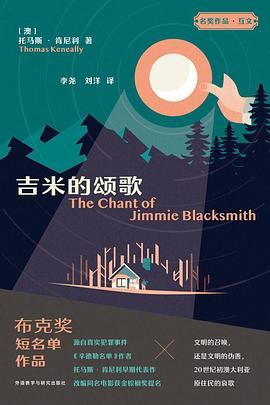 名奖作品·互文
[澳]
托马斯·肯尼利 著
Thomas Keneally
李尧 刘洋 译
吉米的颂歌
The Chant of
Jimmie Blacksmith
布克奖
短名单
作品
源自真实犯罪事件
《辛德勒名单》作者
托马斯·肯尼利早期代表作
改编同名电影获金棕榈奖提名
文明的召唤,
还是文明的伪善,
20世纪初澳大利亚
原住民的哀歌
外语教学与研究出版社